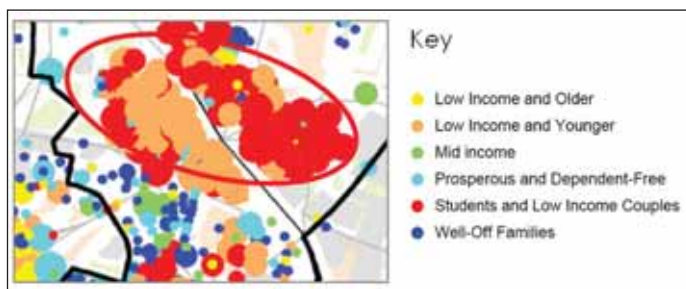 Key
Low Income and Older
Low Income and Younger
Mid income
Prosperous and Dependent-Free
Students and Low Income Couples
Well-Off Families